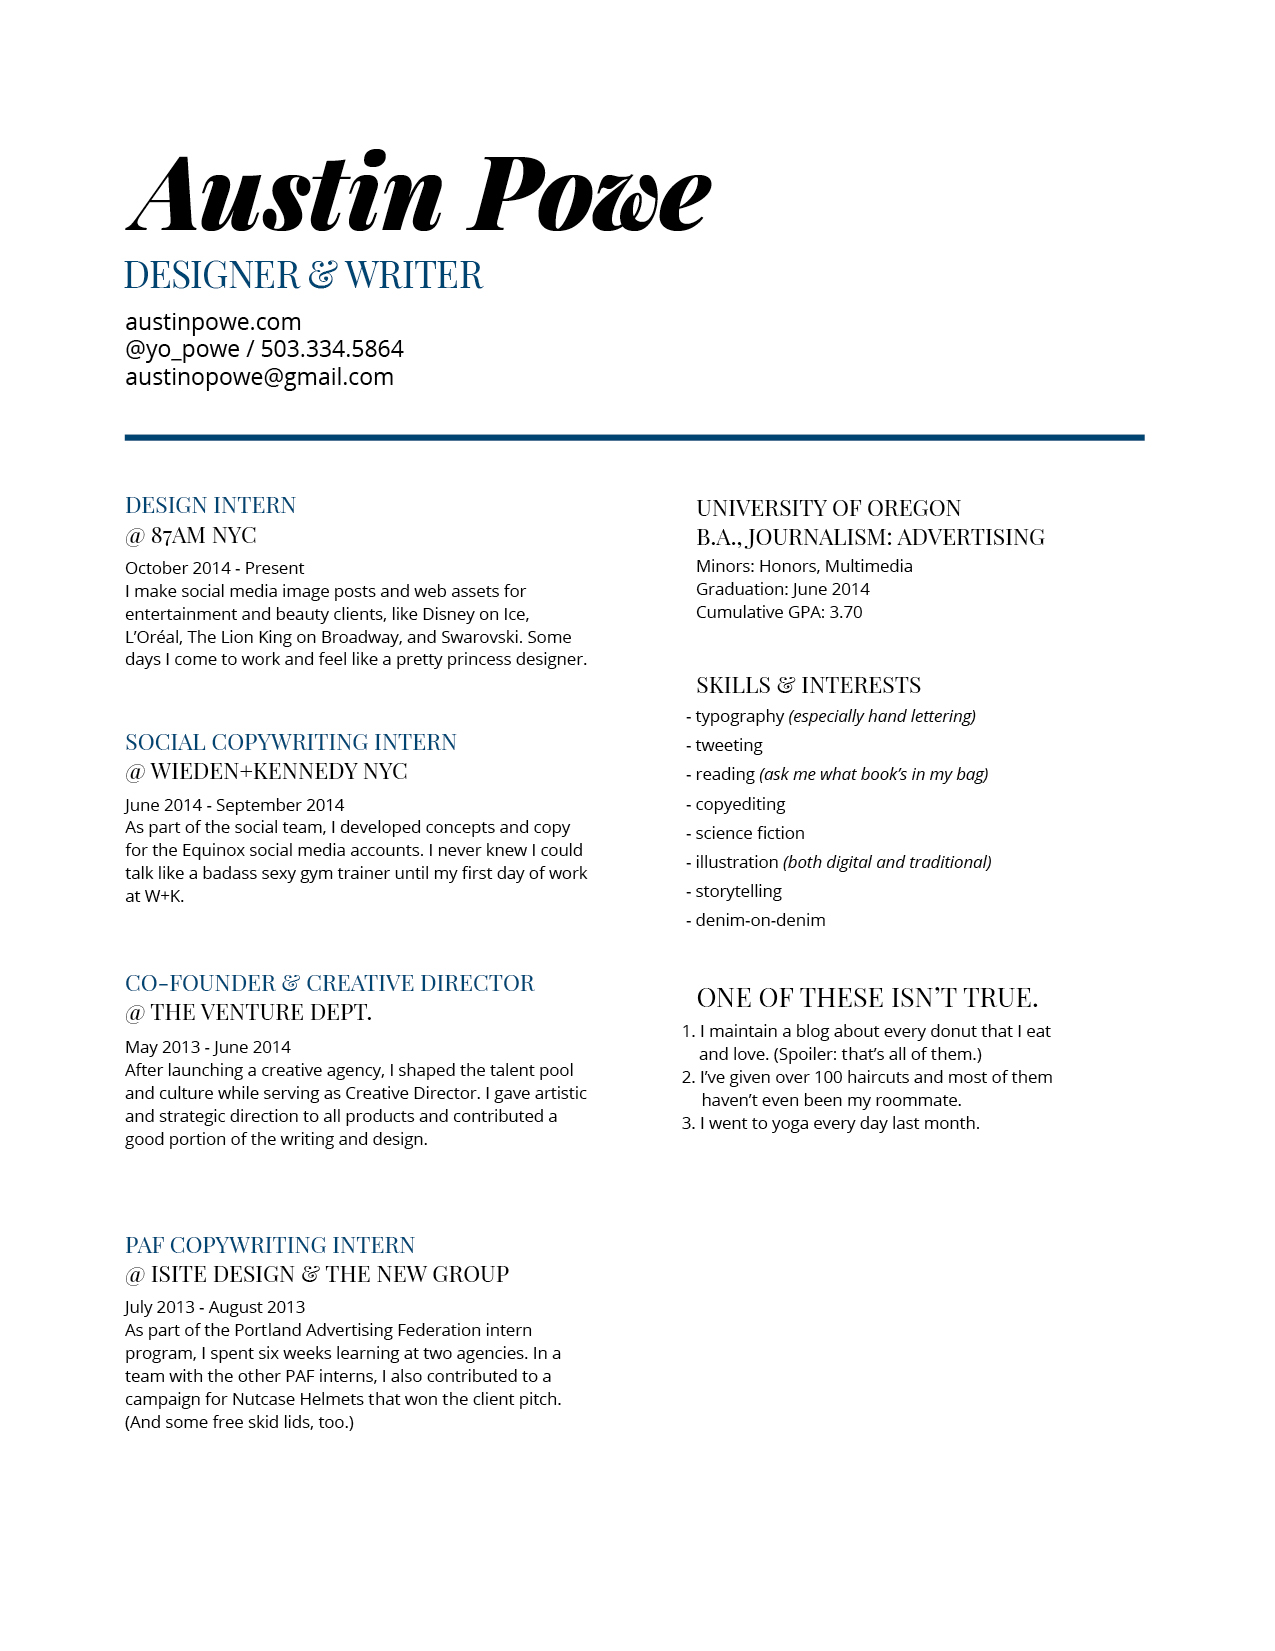 Austin Powe
DESIGNER & WRITER
austinpowe.com
@yo_powe / 503.334.5864
austinopowe@gmail.com
DESIGN INTERN
@ 87AM NYC
October 2014 - Present
I make social media image posts and web assets for
entertainment and beauty clients, like Disney on Ice,
L’Oréal, The Lion King on Broadway, and Swarovski. Some
days I come to work and feel like a pretty princess designer.
SOCIAL COPYWRITING INTERN
@ WIEDEN+KENNEDY NYC
June 2014 - September 2014
As part of the social team, I developed concepts and copy
for the Equinox social media accounts. I never knew I could
talk like a badass sexy gym trainer until my first day of work
at W+K.
CO-FOUNDER & CREATIVE DIRECTOR
@ THE VENTURE DEPT.
May 2013 - June 2014
After launching a creative agency, I shaped the talent pool
and culture while serving as Creative Director. I gave artistic
and strategic direction to all products and contributed a
good portion of the writing and design.
PAF COPYWRITING INTERN
@ ISITE DESIGN & THE NEW GROUP
July 2013 - August 2013
As part of the Portland Advertising Federation intern
program, I spent six weeks learning at two agencies. In a
team with the other PAF interns, I also contributed to a
campaign for Nutcase Helmets that won the client pitch.
(And some free skid lids, too.)
UNIVERSITY OF OREGON
B.A., JOURNALISM: ADVERTISING
Minors: Honors, Multimedia
Graduation: June 2014
Cumulative GPA: 3.70
SKILLS & INTERESTS
- typography (especially hand lettering)
- tweeting
- reading (ask me what book’s in my bag)
- copyediting
- science fiction
- illustration (both digital and traditional)
- storytelling
- denim-on-denim
ONE OF THESE ISN’T TRUE.
1. I maintain a blog about every donut that I eat
and love. (Spoiler: that’s all of them.)
2. I’ve given over 100 haircuts and most of them
haven’t even been my roommate.
3. I went to yoga every day last month.